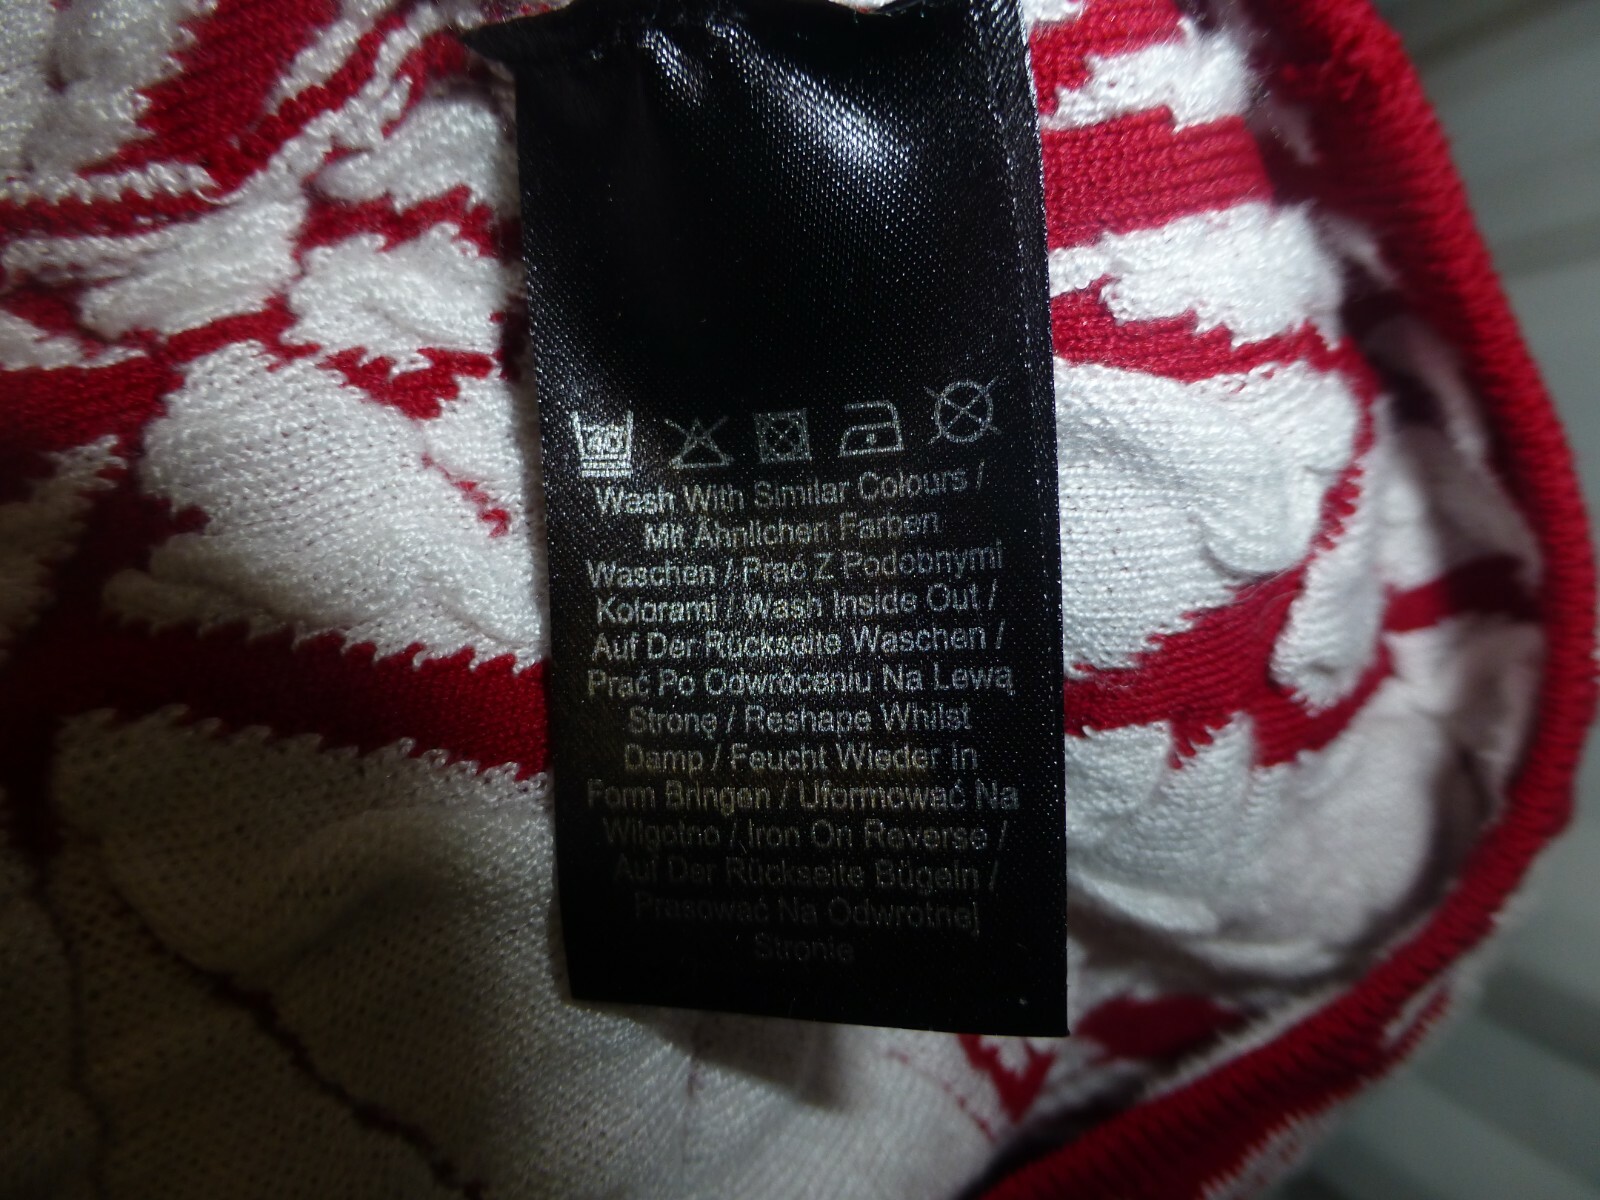 30
Wash With Similar Colours /
Mit Ähnlichen Farben
Waschen / Prać Z Podobnymi
Kolorami / Wash Inside Out /
Auf Der Rückseite Waschen /
Prać Po Odwróceniu Na Lewą
Stronę / Reshape Whilst
Damp / Feucht Wieder In
Form Bringen / Uformować Na
Wilgotno / Iron On Reverse /
Auf Der Rückseite Bügeln /
Prasować Na Odwrotnej
Stronie